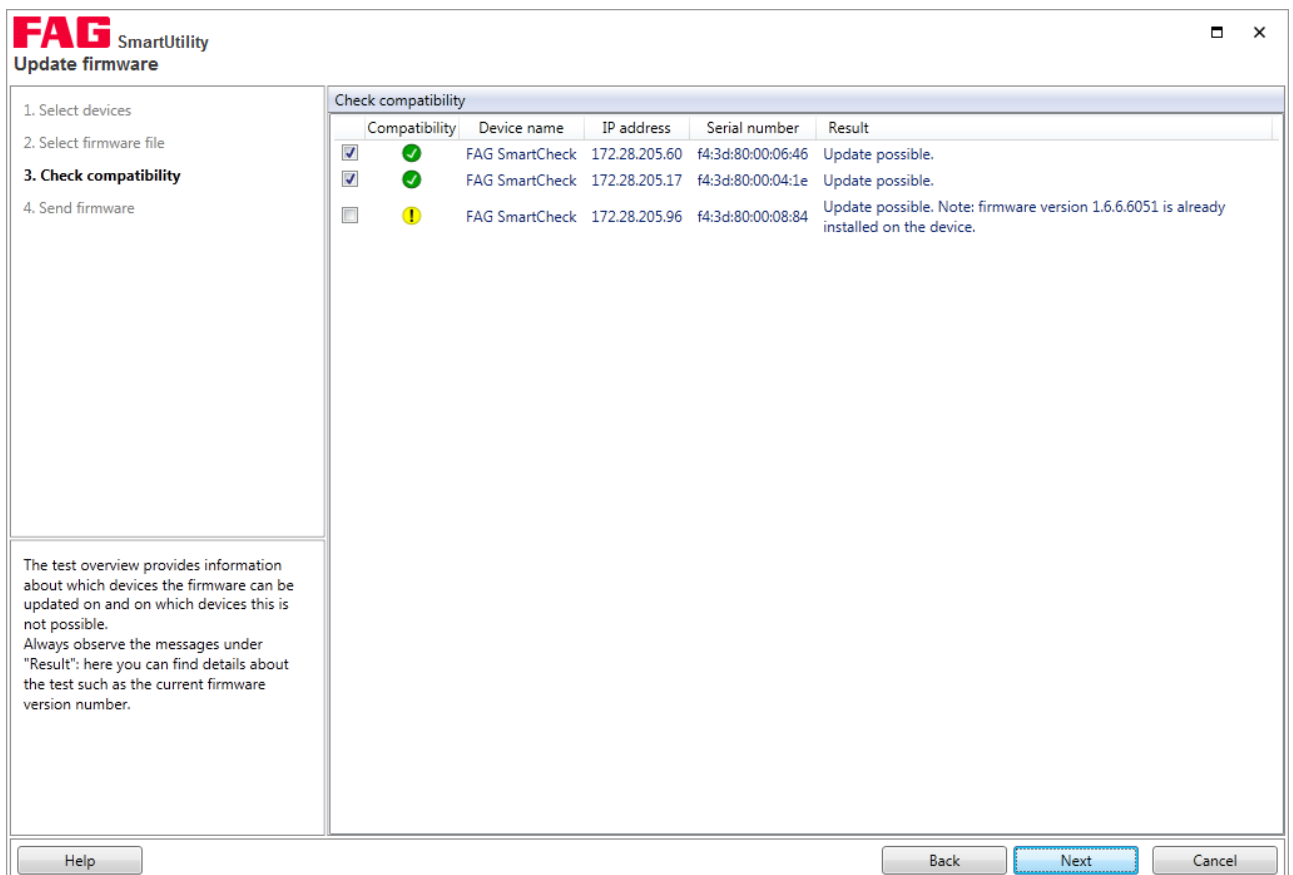 FAG SmartUtility
Update firmware
1. Select devices
2. Select firmware file
3. Check compatibility
4. Send firmware
The test overview provides information
about which devices the firmware can be
updated on and on which devices this is
not possible.
Always observe the messages under
"Result": here you can find details about
the test such as the current firmware
version number.
Check compatibility
Compatibility Device name IP address Serial number Result
FAG SmartCheck 172.28.205.60 f4:3d:80:00:06:46 Update possible.
FAG SmartCheck 172.28.205.17 f4:3d:80:00:04:1e Update possible.
FAG SmartCheck 172.28.205.96 f4:3d:80:00:08:84 Update possible. Note: firmware version 1.6.6.6051 is already
installed on the device.
Help Back Next Cancel